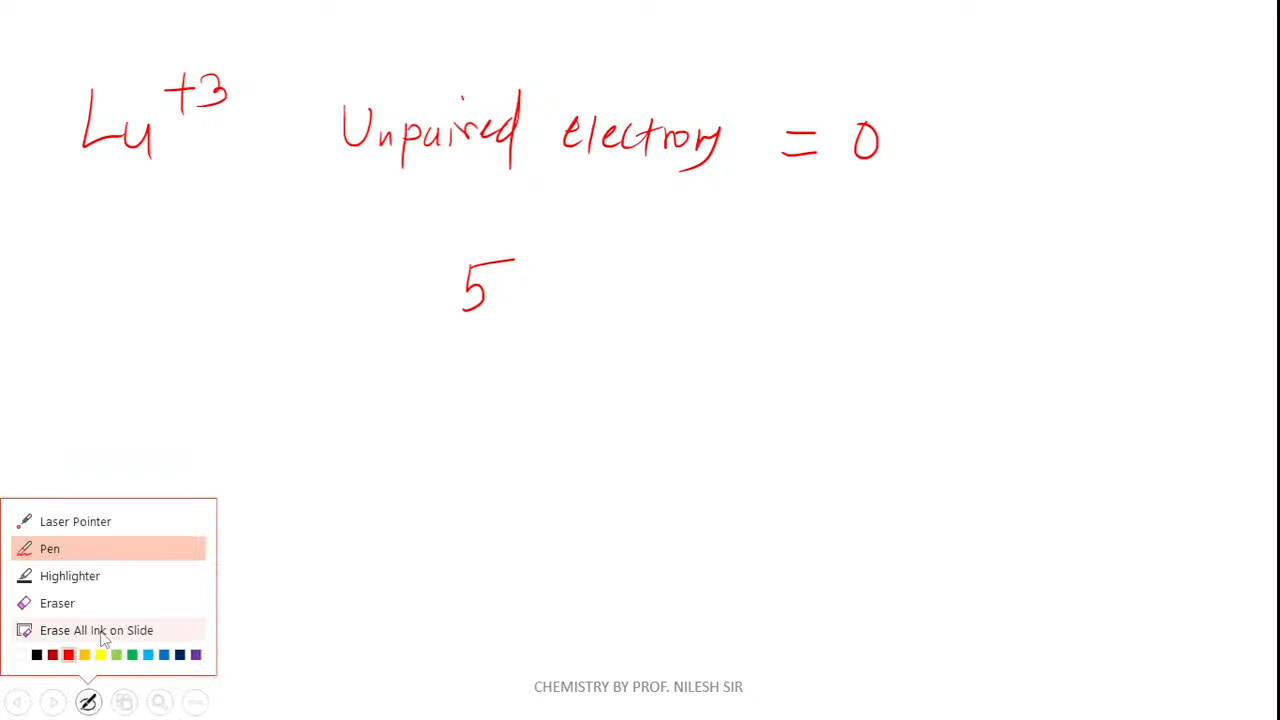 Lu +3 Unpaired electrons = 0
5
Laser Pointer
Pen
Highlighter
Eraser
Erase All Ink on Slide
CHEMISTRY BY PROF. NILESH SIR